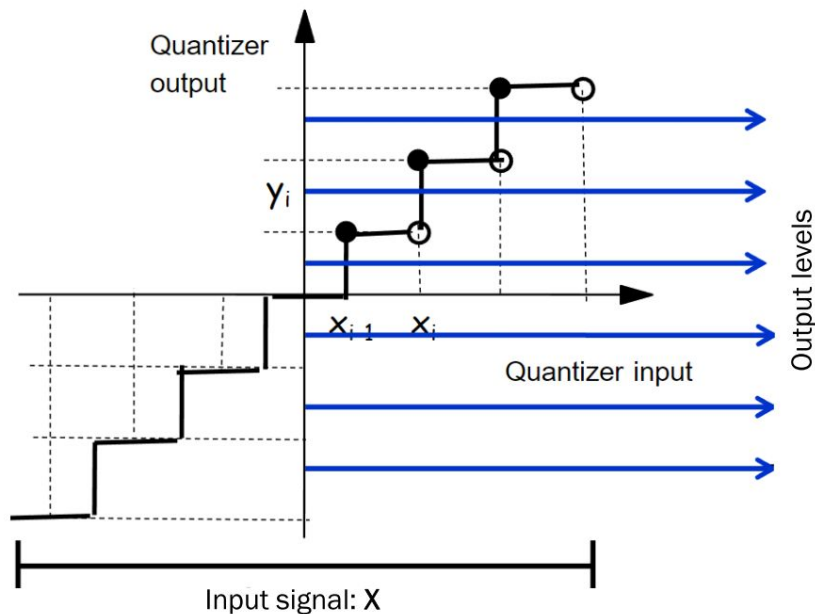 Quantizer
output
yᵢ
xᵢ₋₁ xᵢ
Quantizer input
Output levels
Input signal: X